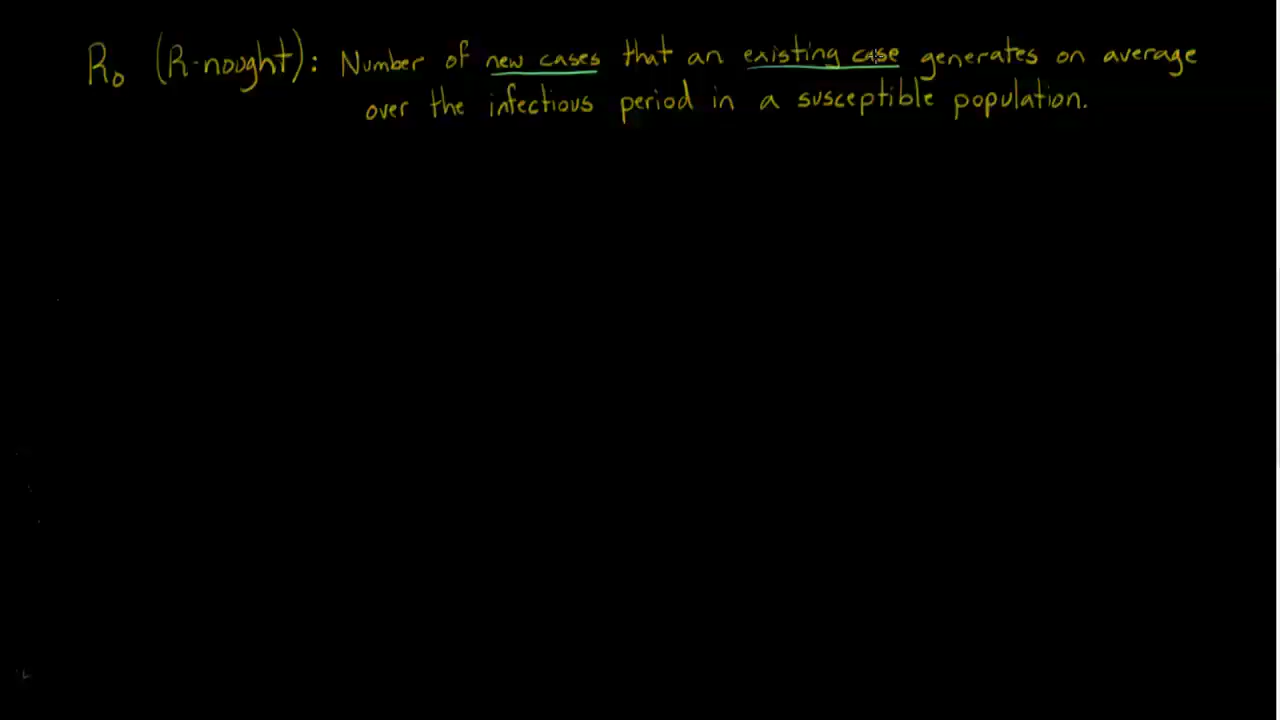 R₀ (R-nought): Number of new cases that an existing case generates on average
over the infectious period in a susceptible population.